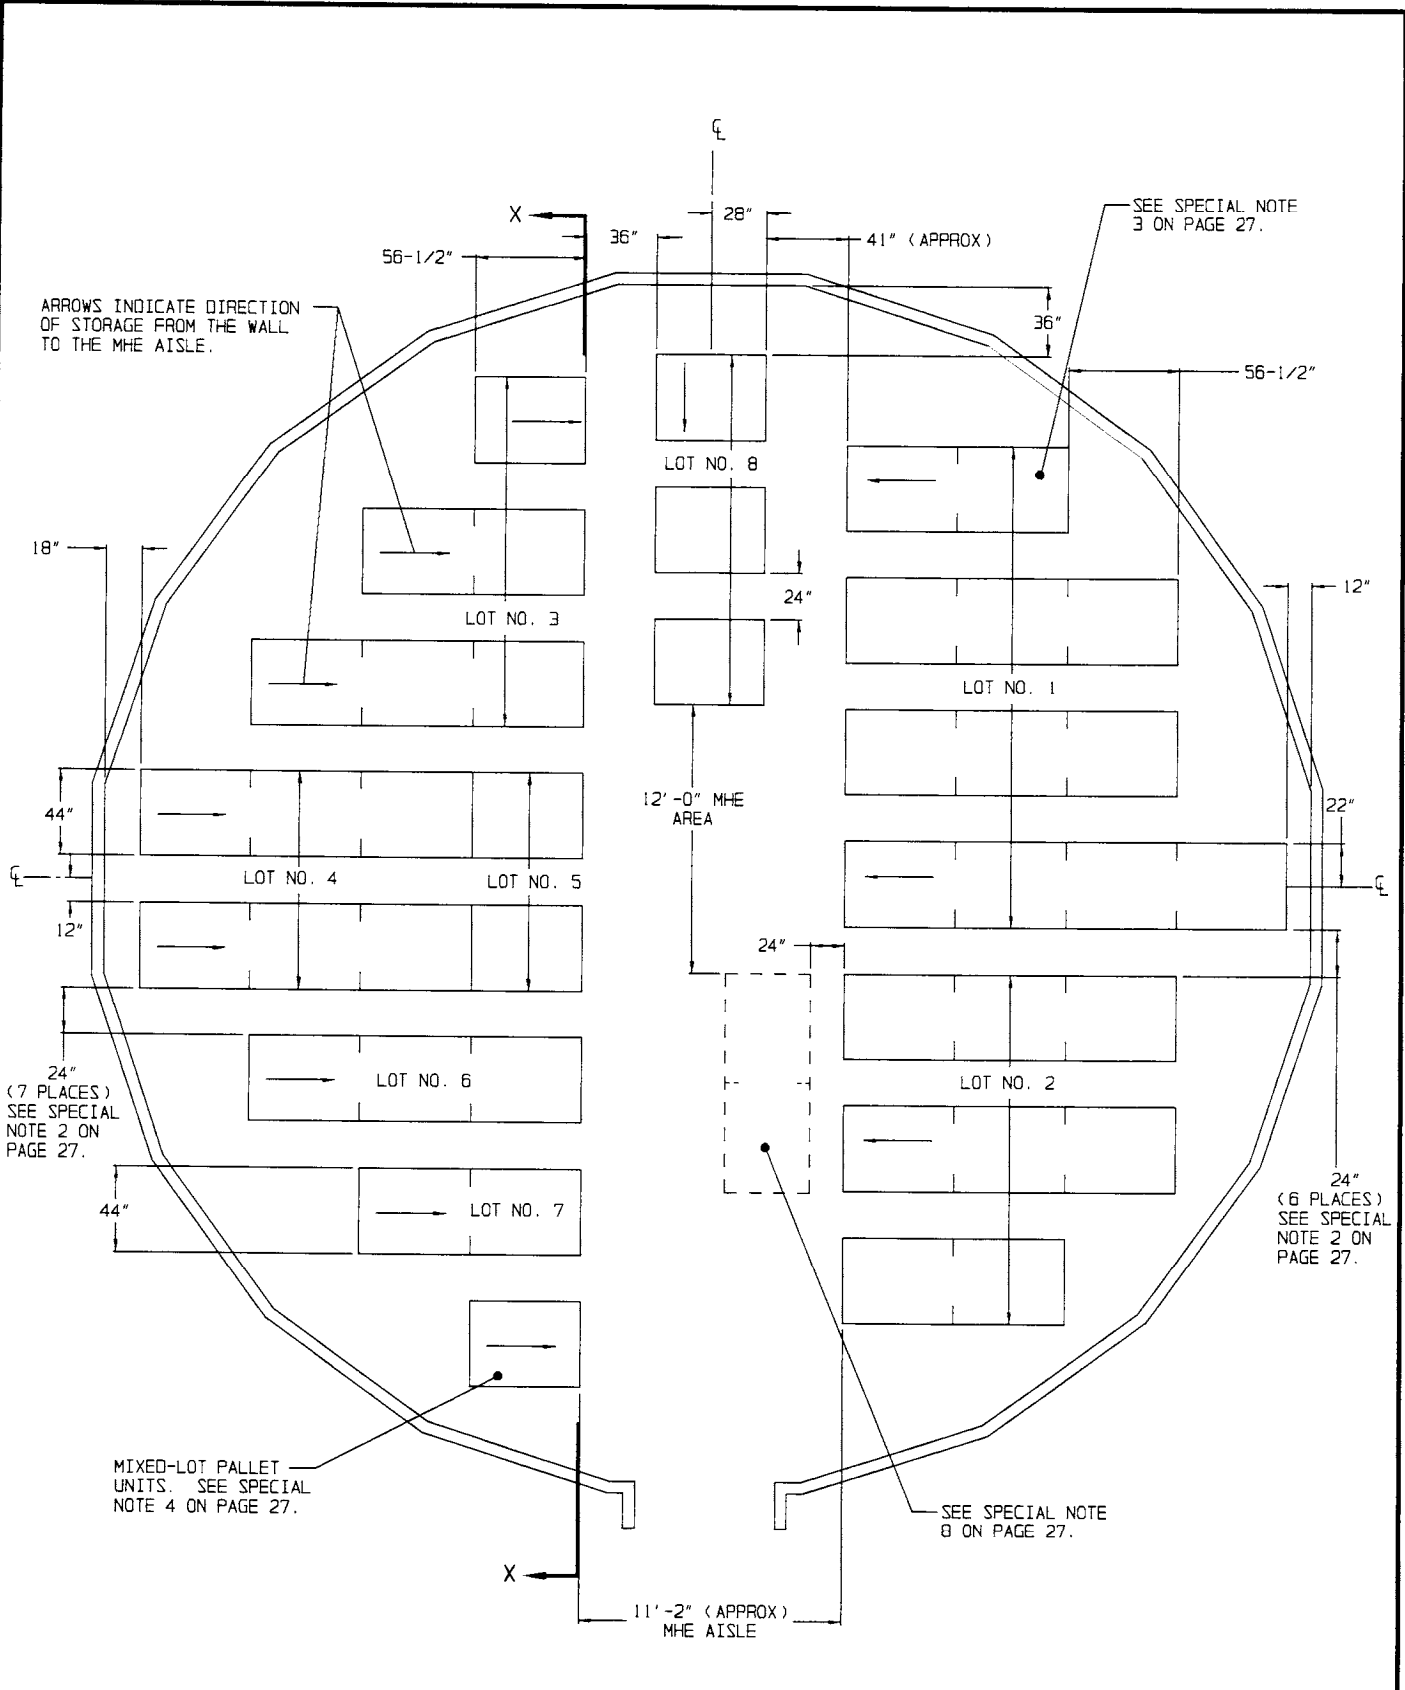 ℄
X
28"
36"
41" (APPROX)
SEE SPECIAL NOTE
3 ON PAGE 27.
56-1/2"
ARROWS INDICATE DIRECTION
OF STORAGE FROM THE WALL
TO THE MHE AISLE.
36"
56-1/2"
LOT NO. 8
18"
12"
24"
LOT NO. 3
LOT NO. 1
44"
12'-0" MHE
AREA
22"
℄
LOT NO. 4
LOT NO. 5
℄
12"
24"
24"
(7 PLACES)
SEE SPECIAL
NOTE 2 ON
PAGE 27.
LOT NO. 6
LOT NO. 2
44"
LOT NO. 7
24"
(6 PLACES)
SEE SPECIAL
NOTE 2 ON
PAGE 27.
MIXED-LOT PALLET
UNITS. SEE SPECIAL
NOTE 4 ON PAGE 27.
SEE SPECIAL NOTE
8 ON PAGE 27.
X
11'-2" (APPROX)
MHE AISLE